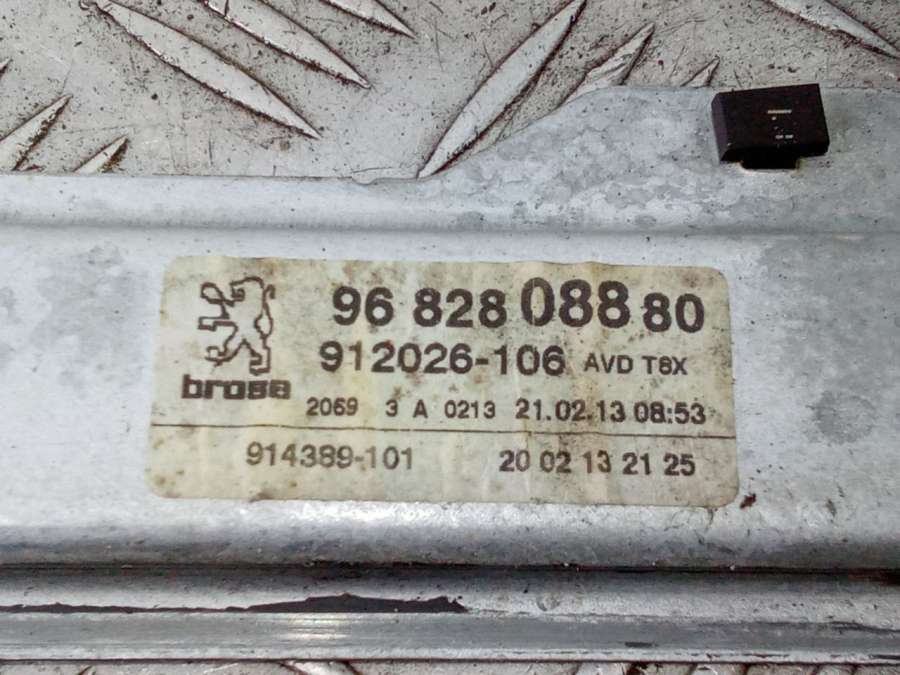 96 828 088 80
912026-106 AVD T8X
brose
2069 3 A 0213 21.02.13 08:53
914389-101 20 02 13 21 25